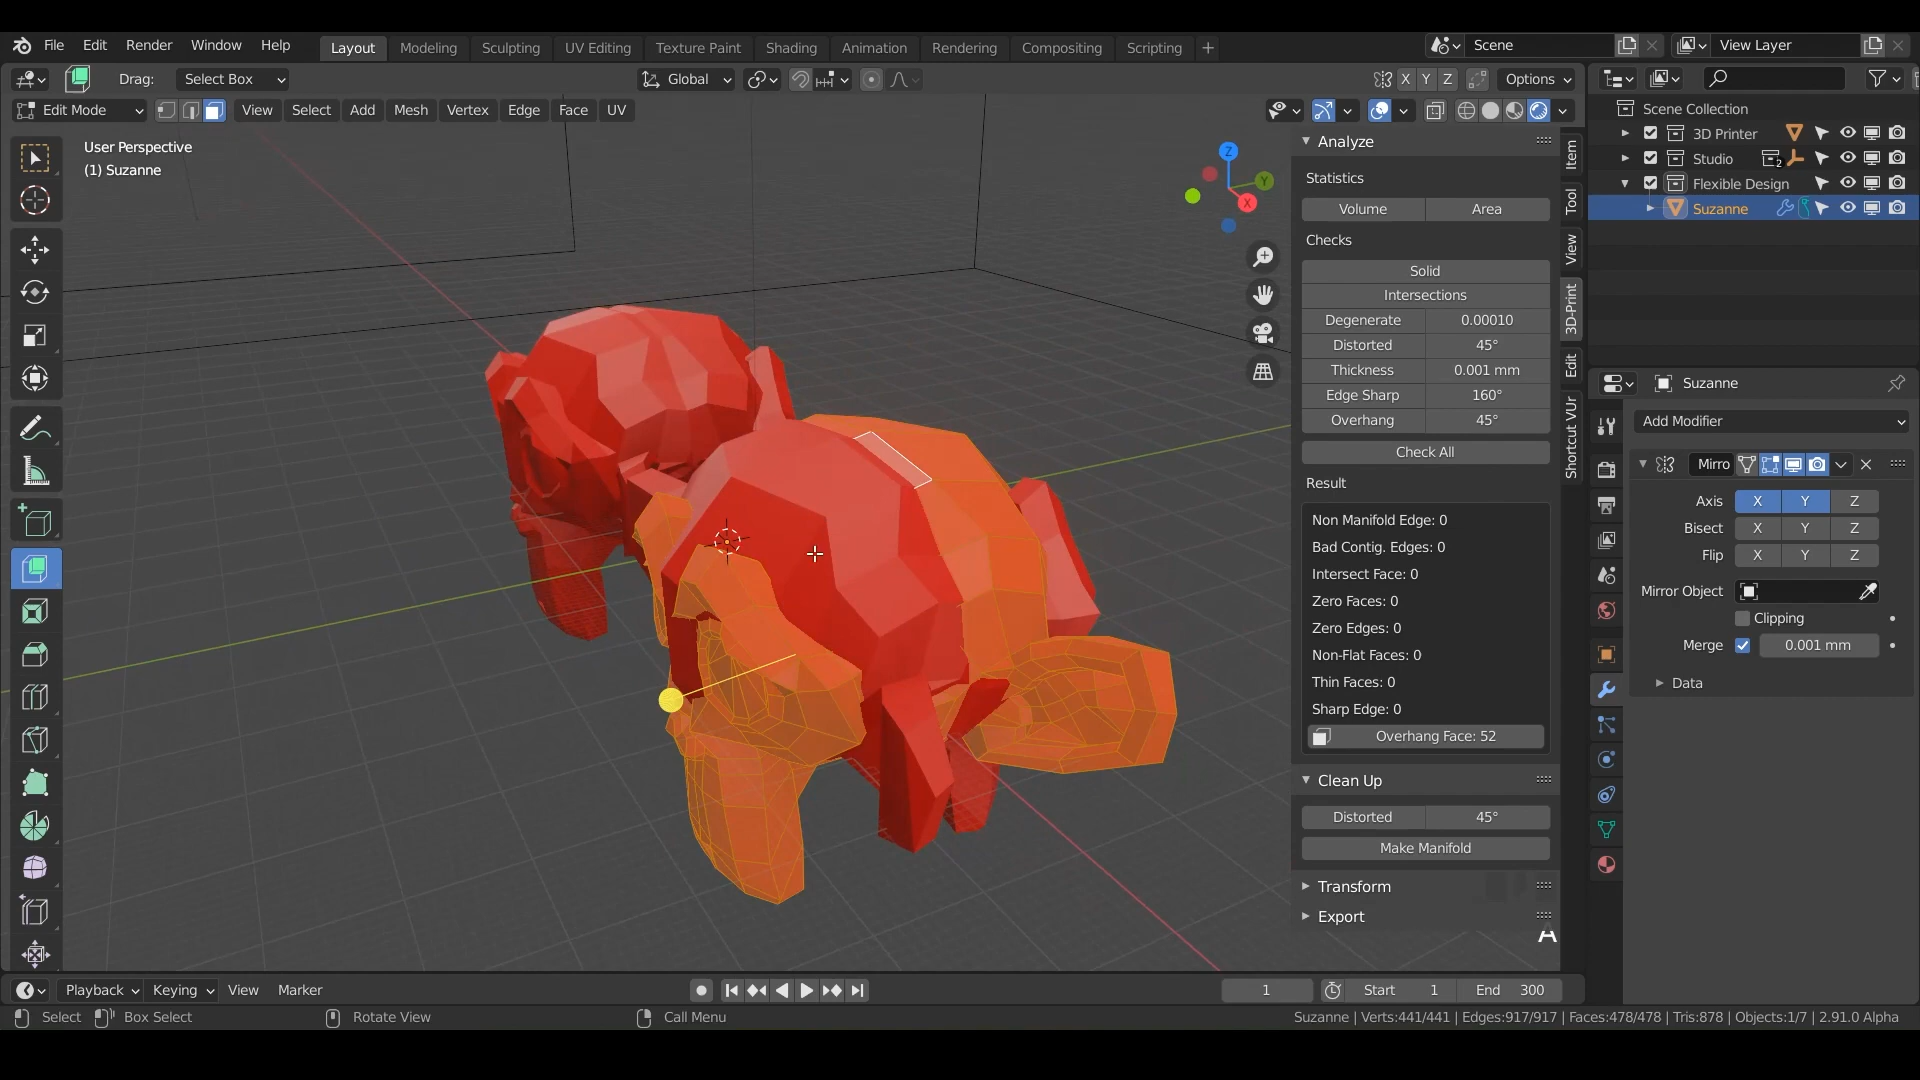 File Edit Render Window Help Layout Modeling Sculpting UV Editing Texture Paint Shading Animation Rendering Compositing Scripting + Scene View Layer
Drag: Select Box Global X Y Z Options
Edit Mode View Select Add Mesh Vertex Edge Face UV
User Perspective
(1) Suzanne
Z
Y
X
Analyze
Statistics
Volume Area
Checks
Solid
Intersections
Degenerate 0.00010
Distorted 45°
Thickness 0.001 mm
Edge Sharp 160°
Overhang 45°
Check All
Result
Non Manifold Edge: 0
Bad Contig. Edges: 0
Intersect Face: 0
Zero Faces: 0
Zero Edges: 0
Non-Flat Faces: 0
Thin Faces: 0
Sharp Edge: 0
Overhang Face: 52
Clean Up
Distorted 45°
Make Manifold
Transform
Export
A
Item
Tool
View
3D-Print
Edit
Shortcut VUr
Scene Collection
3D Printer
Studio 2
Flexible Design
Suzanne
Suzanne
Add Modifier
Mirro
Axis X Y Z
Bisect X Y Z
Flip X Y Z
Mirror Object
Clipping
Merge 0.001 mm
Data
Playback Keying View Marker 1 Start 1 End 300
Select Box Select Rotate View Call Menu Suzanne | Verts:441/441 | Edges:917/917 | Faces:478/478 | Tris:878 | Objects:1/7 | 2.91.0 Alpha